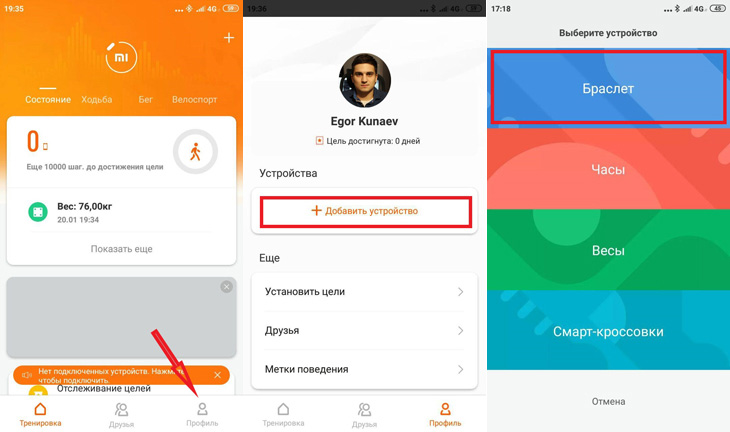 19:35
4G
59
mi
Состояние
Ходьба
Бег
Велоспорт
0
Еще 10000 шаг. до достижения цели
Вес: 76,00кг
20.01 19:34
Показать еще
Нет подключенных устройств. Нажми
чтобы подключить.
Отслеживание целей
Тренировка
Друзья
Профиль
19:36
4G
59
Egor Kunaev
Цель достигнута: 0 дней
Устройства
+ Добавить устройство
Еще
Установить цели
Друзья
Метки поведения
Тренировка
Друзья
Профиль
17:18
4G
45
Выберите устройство
Браслет
Часы
Весы
Смарт-кроссовки
Отмена